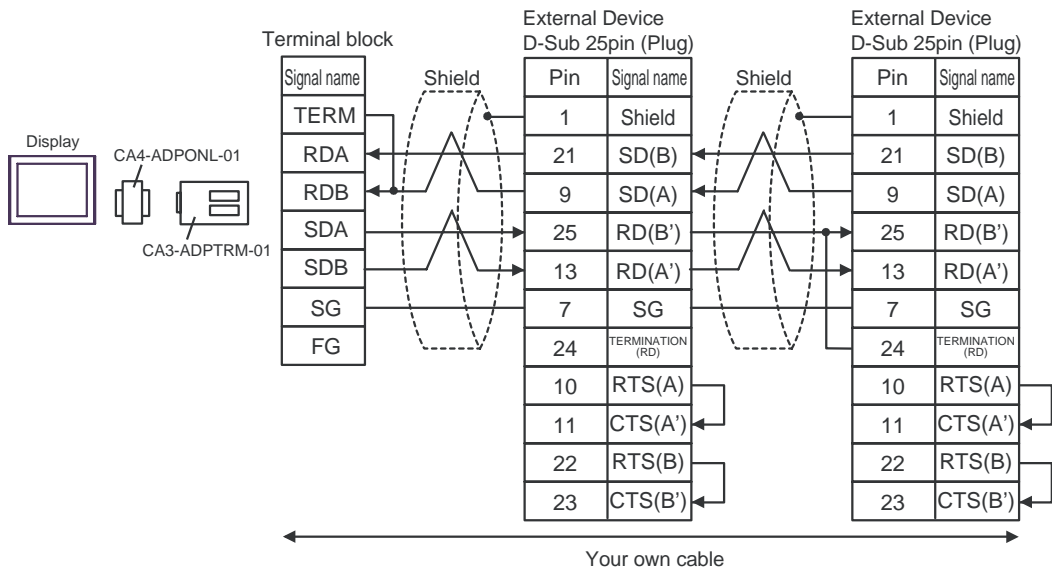 External Device
D-Sub 25pin (Plug)
External Device
D-Sub 25pin (Plug)
Terminal block
Signal name
Shield
Pin
Signal name
Shield
Pin
Signal name
TERM
1
Shield
1
Shield
Display
CA4-ADPONL-01
CA3-ADPTRM-01
RDA
21
SD(B)
21
SD(B)
RDB
9
SD(A)
9
SD(A)
SDA
25
RD(B’)
25
RD(B’)
SDB
13
RD(A’)
13
RD(A’)
SG
7
SG
7
SG
FG
24
TERMINATION
(RD)
24
TERMINATION
(RD)
10
RTS(A)
10
RTS(A)
11
CTS(A’)
11
CTS(A’)
22
RTS(B)
22
RTS(B)
23
CTS(B’)
23
CTS(B’)
Your own cable